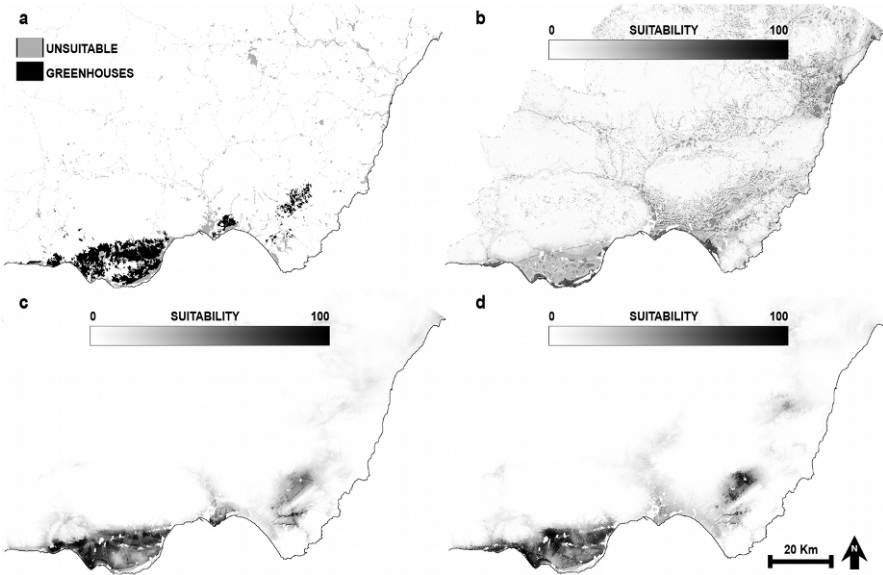 a
UNSUITABLE
GREENHOUSES
b
0 SUITABILITY 100
c
0 SUITABILITY 100
d
0 SUITABILITY 100
20 Km
N